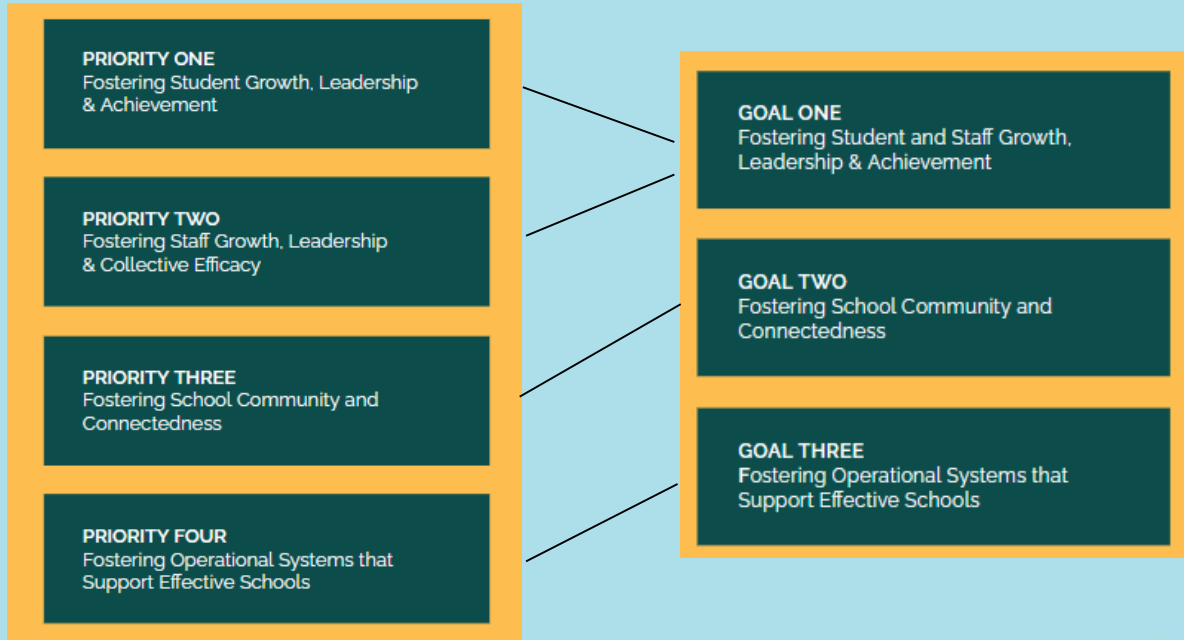 PRIORITY ONE
Fostering Student Growth, Leadership
& Achievement
PRIORITY TWO
Fostering Staff Growth, Leadership
& Collective Efficacy
PRIORITY THREE
Fostering School Community and
Connectedness
PRIORITY FOUR
Fostering Operational Systems that
Support Effective Schools
GOAL ONE
Fostering Student and Staff Growth,
Leadership & Achievement
GOAL TWO
Fostering School Community and
Connectedness
GOAL THREE
Fostering Operational Systems that
Support Effective Schools